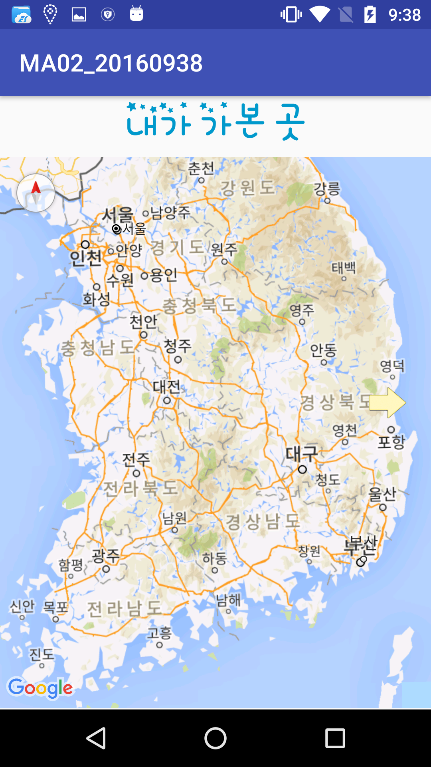 9:38
MA02_20160938
내가 가본 곳
춘천
강원도
강릉
서울
남양주
서울
인천
안양
경기도
원주
수원
용인
태백
화성
충청북도
영주
천안
충청남도
청주
안동
영덕
대전
경상북도
영천
포항
전주
대구
청도
전라북도
울산
남원
경상남도
광주
함평
하동
창원
부산
부산
신안
목포
전라남도
남해
고흥
진도
Google